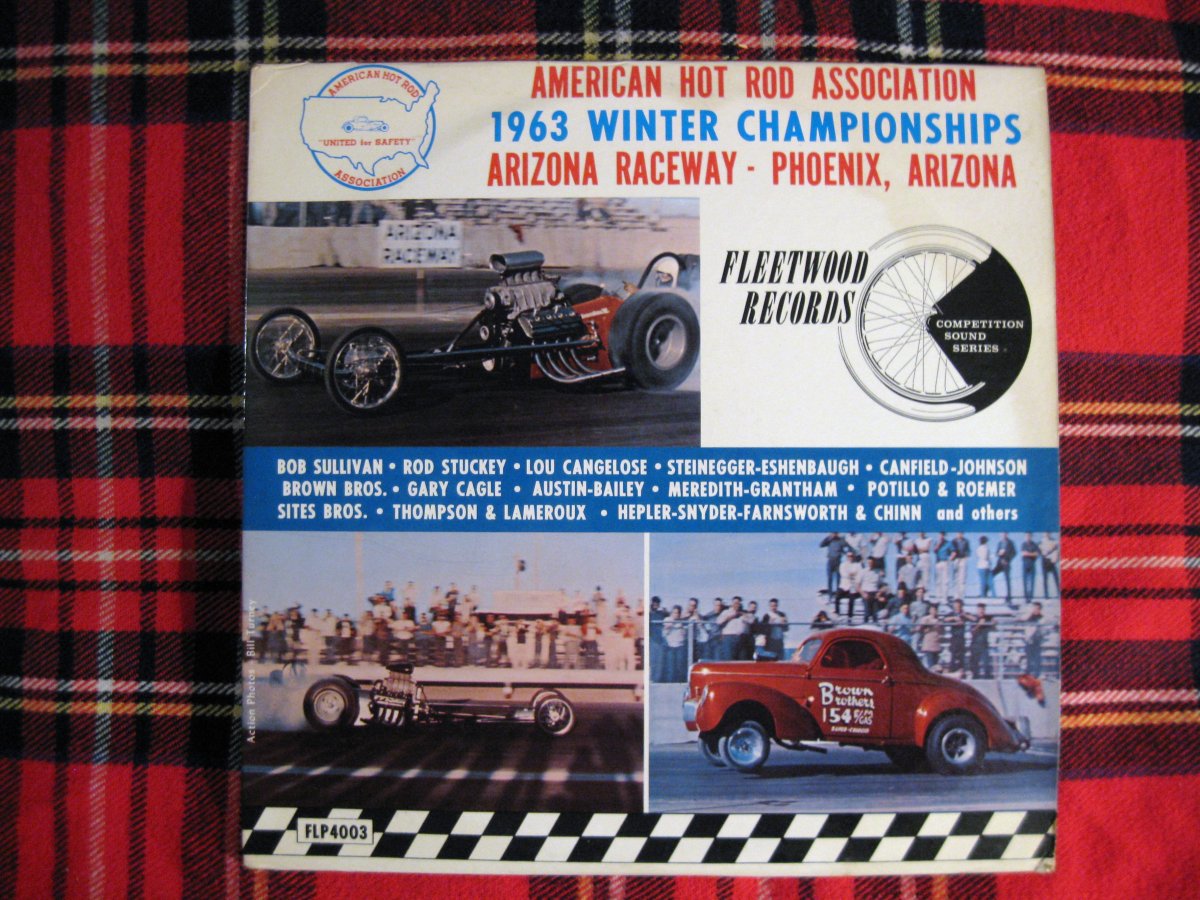 AMERICAN HOT ROD
"UNITED for SAFETY"
ASSOCIATION
AMERICAN HOT ROD ASSOCIATION
1963 WINTER CHAMPIONSHIPS
ARIZONA RACEWAY - PHOENIX, ARIZONA
ARIZONA
RACEWAY
FLEETWOOD
RECORDS
COMPETITION
SOUND
SERIES
BOB SULLIVAN • ROD STUCKEY • LOU CANGELOSE • STEINEGGER-ESHENBAUGH • CANFIELD-JOHNSON
BROWN BROS. • GARY CAGLE • AUSTIN-BAILEY • MEREDITH-GRANTHAM • POTILLO & ROEMER
SITES BROS. • THOMPSON & LAMEROUX • HEPLER-SNYDER-FARNSWORTH & CHINN and others
Action Photos Bill Turney
Brown
Brothers
154
GAS
FLP4003